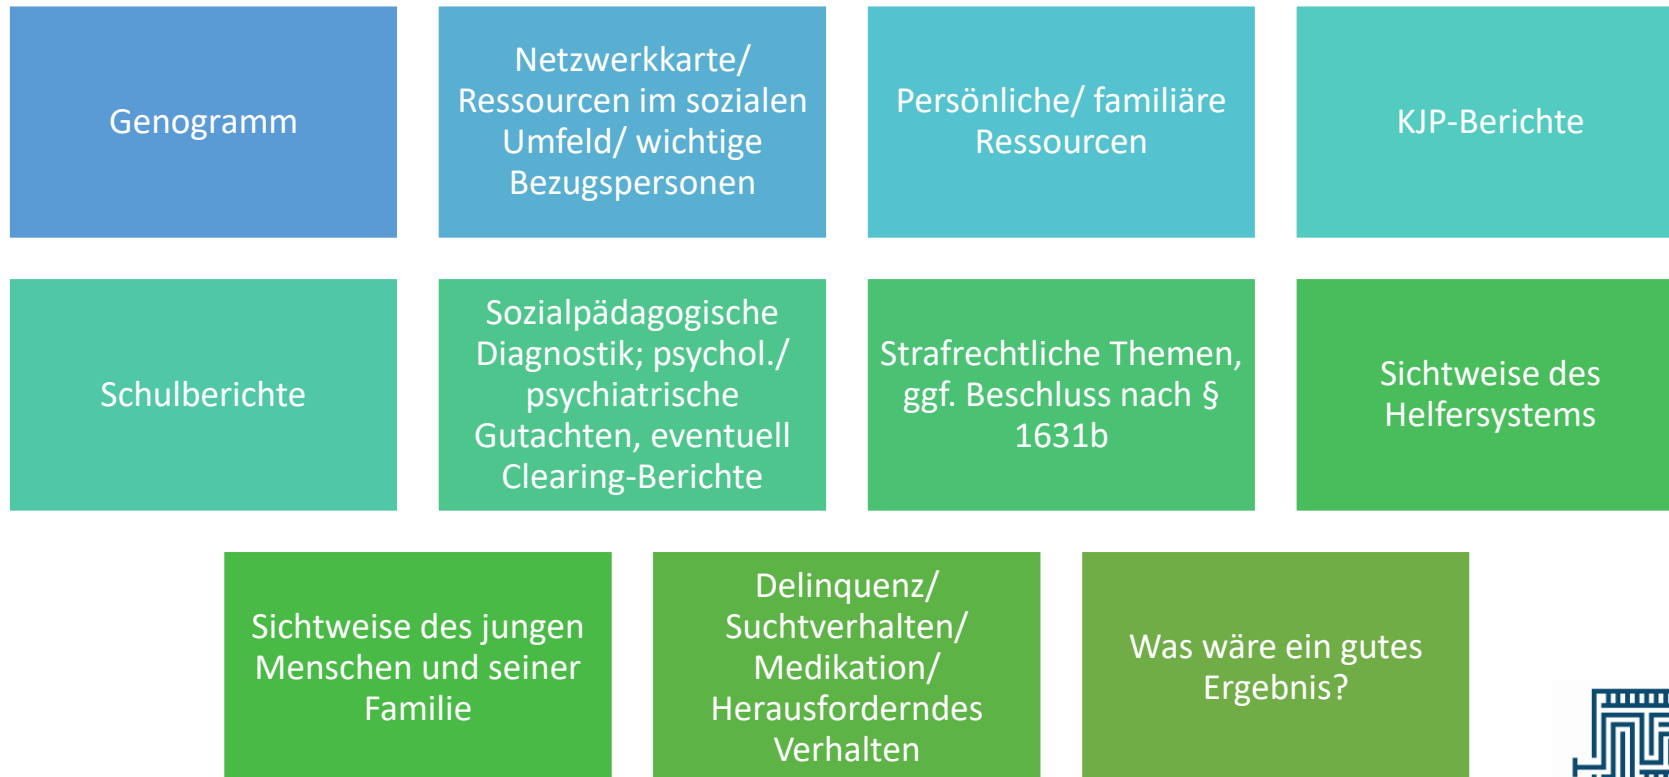 Genogramm
Netzwerkkarte/
Ressourcen im sozialen
Umfeld/ wichtige
Bezugspersonen
Persönliche/ familiäre
Ressourcen
KJP-Berichte
Schulberichte
Sozialpädagogische
Diagnostik; psychol./
psychiatrische
Gutachten, eventuell
Clearing-Berichte
Strafrechtliche Themen,
ggf. Beschluss nach §
1631b
Sichtweise des
Helfersystems
Sichtweise des jungen
Menschen und seiner
Familie
Delinquenz/
Suchtverhalten/
Medikation/
Herausforderndes
Verhalten
Was wäre ein gutes
Ergebnis?